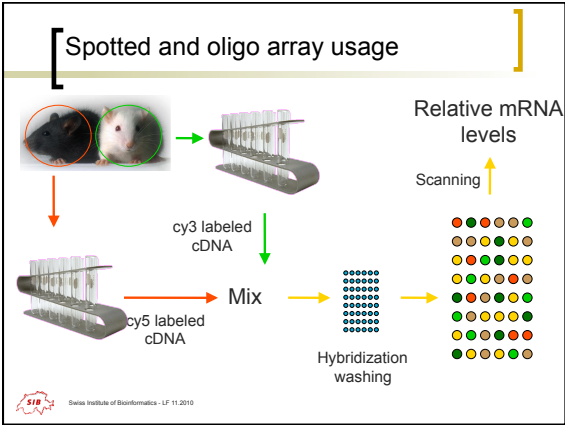 Spotted and oligo array usage
Relative mRNA
levels
Scanning
cy3 labeled
cDNA
Mix
cy5 labeled
cDNA
Hybridization
washing
SIB
Swiss Institute of Bioinformatics - LF 11.2010